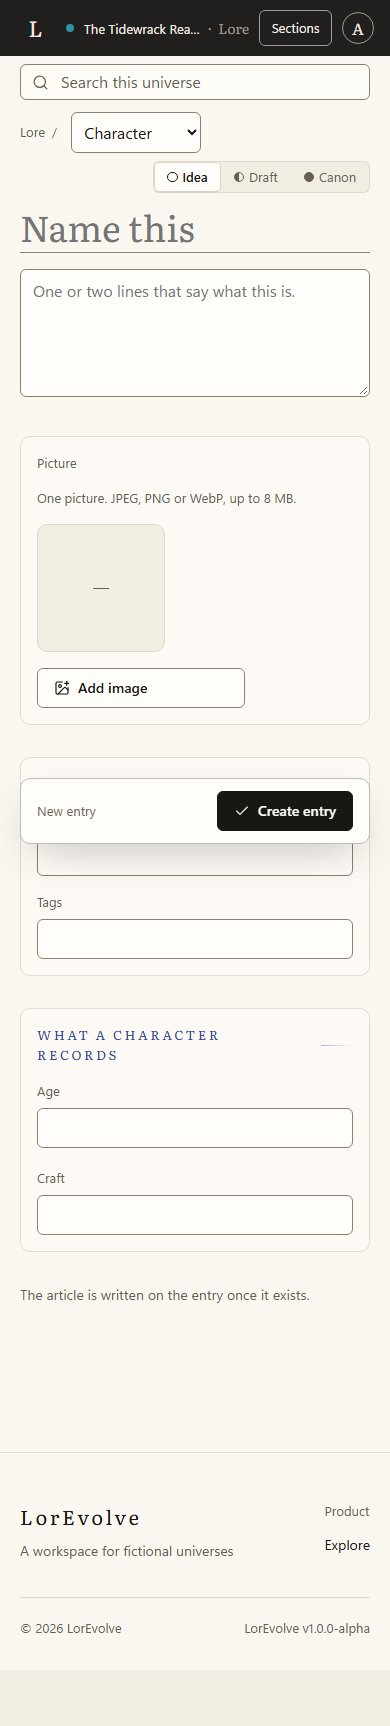 L
The Tidewrack Rea... · Lore
Sections
A
Search this universe
Lore /
Character
Idea
Draft
Canon
Name this
One or two lines that say what this is.
Picture
One picture. JPEG, PNG or WebP, up to 8 MB.
—
Add image
New entry
Create entry
Tags
WHAT A CHARACTER
RECORDS
Age
Craft
The article is written on the entry once it exists.
LorEvolve
Product
A workspace for fictional universes
Explore
© 2026 LorEvolve
LorEvolve v1.0.0-alpha